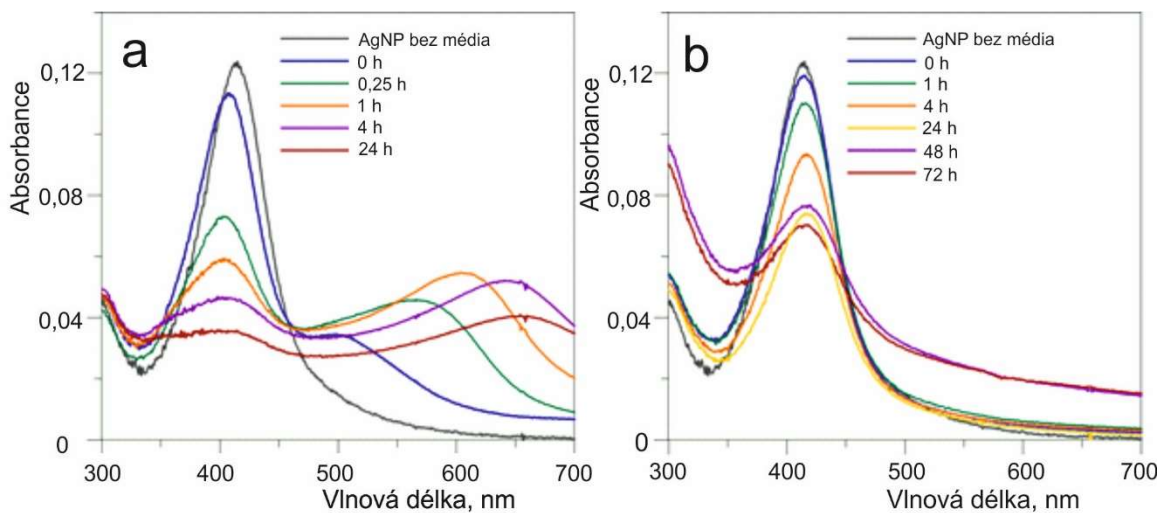 a
AgNP bez média
0 h
0,25 h
1 h
4 h
24 h
Absorbance
0,12
0,08
0,04
0
300
400
500
600
700
Vlnová délka, nm
b
AgNP bez média
0 h
1 h
4 h
24 h
48 h
72 h
Absorbance
0,12
0,08
0,04
0
300
400
500
600
700
Vlnová délka, nm